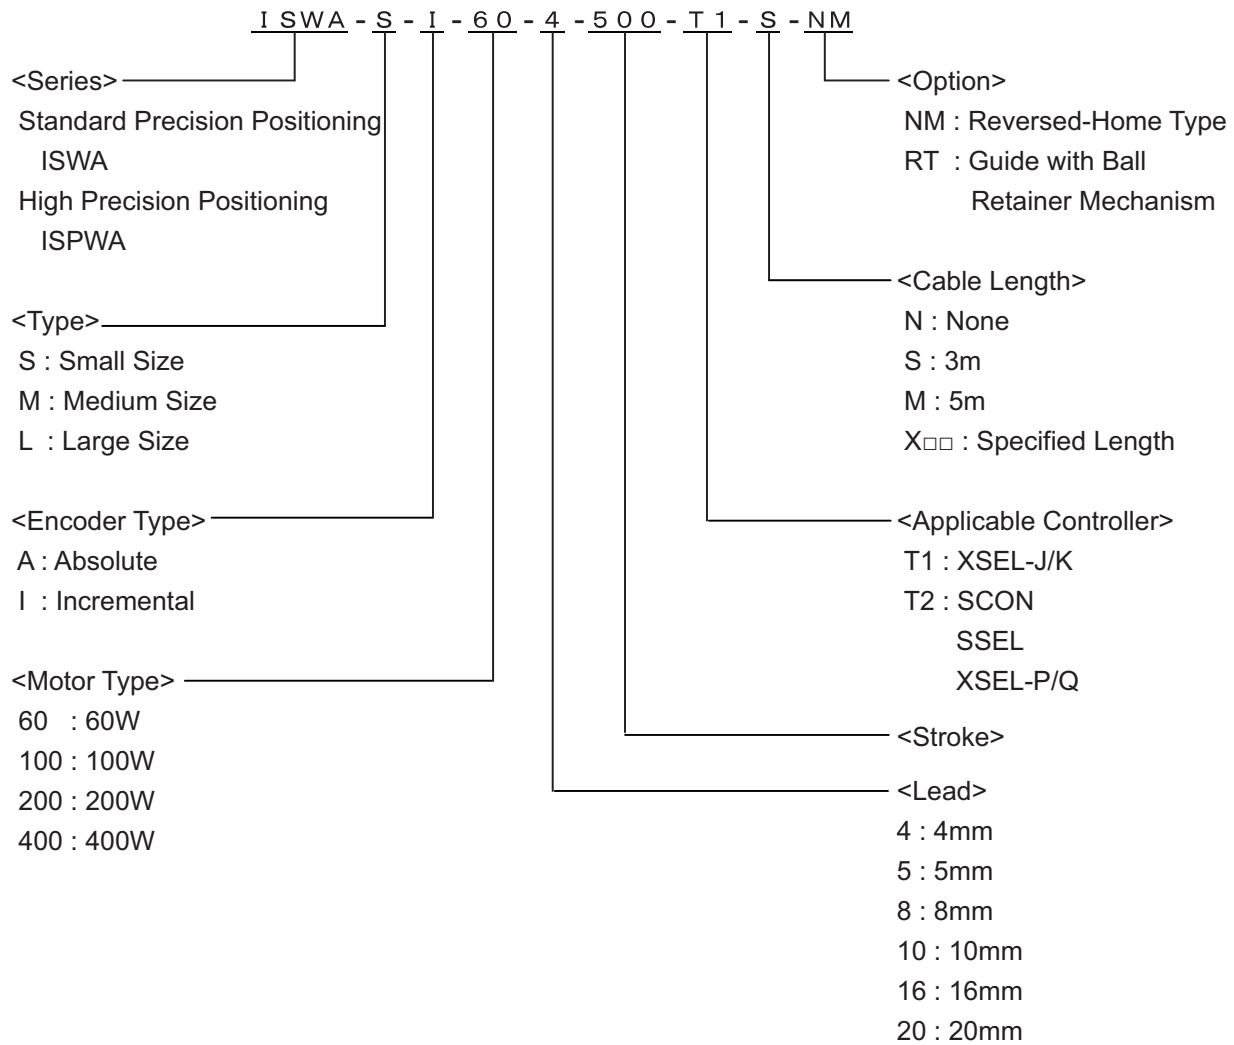 ISWA-S-I-60-4-500-T1-S-NM
<Series>
Standard Precision Positioning
ISWA
High Precision Positioning
ISPWA
<Type>
S : Small Size
M : Medium Size
L : Large Size
<Encoder Type>
A : Absolute
I : Incremental
<Motor Type>
60 : 60W
100 : 100W
200 : 200W
400 : 400W
<Option>
NM : Reversed-Home Type
RT : Guide with Ball
Retainer Mechanism
<Cable Length>
N : None
S : 3m
M : 5m
X□□ : Specified Length
<Applicable Controller>
T1 : XSEL-J/K
T2 : SCON
SSEL
XSEL-P/Q
<Stroke>
<Lead>
4 : 4mm
5 : 5mm
8 : 8mm
10 : 10mm
16 : 16mm
20 : 20mm